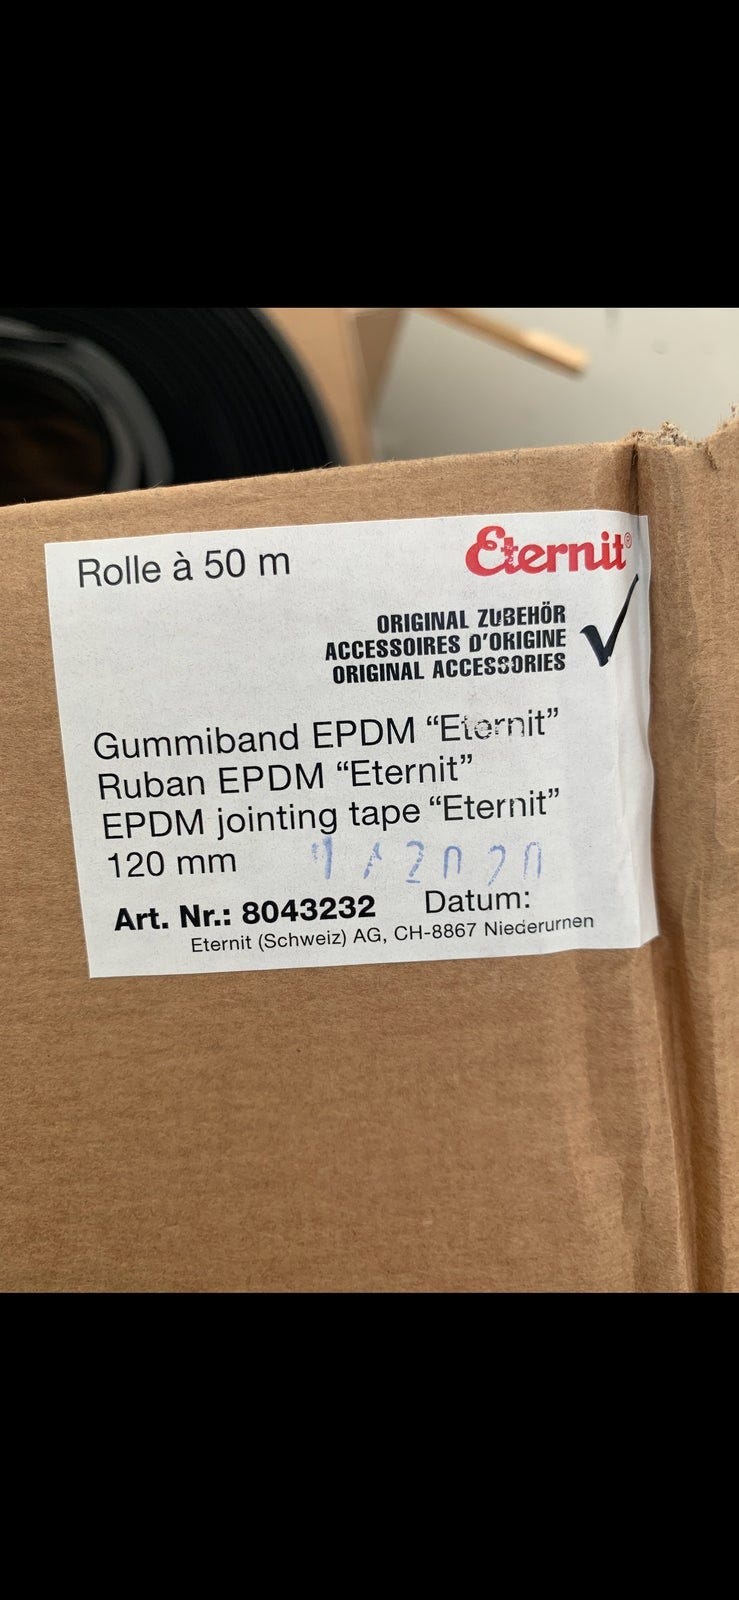 Rolle à 50 m
Eternit®
ORIGINAL ZUBEHÖR
ACCESSOIRES D'ORIGINE
ORIGINAL ACCESSORIES
Gummiband EPDM “Eternit”
Ruban EPDM “Eternit”
EPDM jointing tape “Eternit”
120 mm
Art. Nr.: 8043232 Datum:
Eternit (Schweiz) AG, CH-8867 Niederurnen